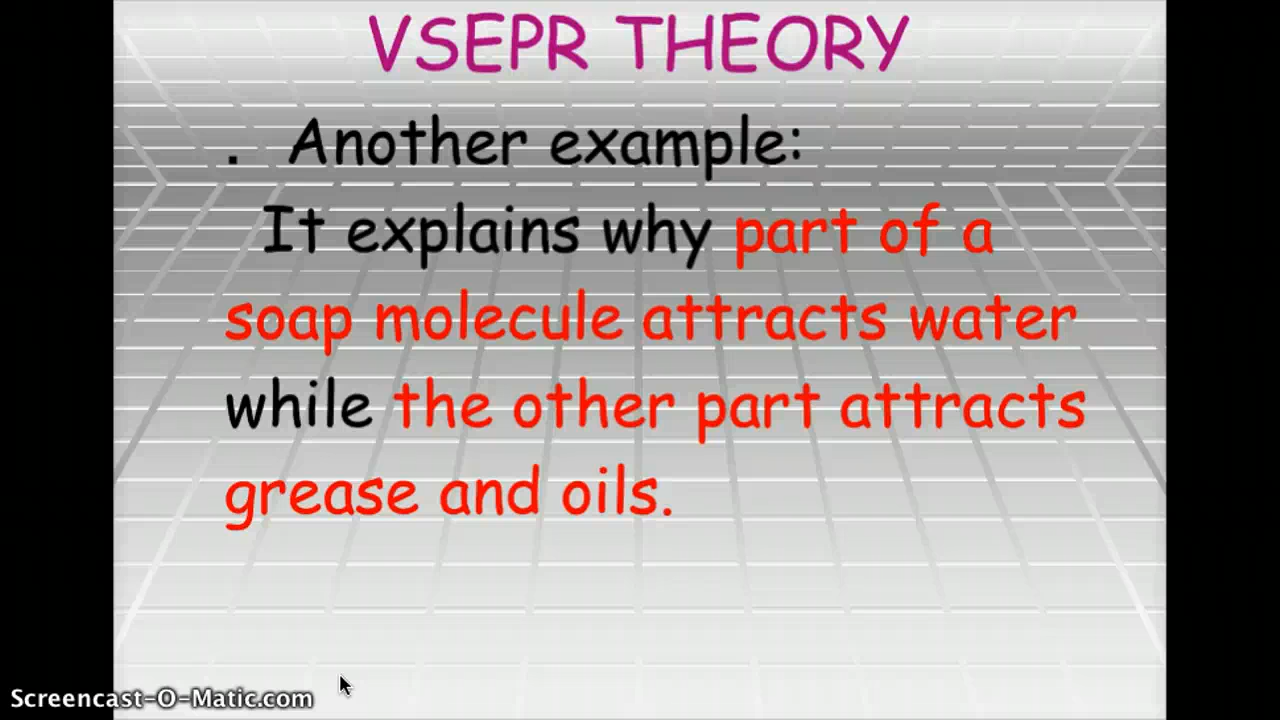 VSEPR THEORY
. Another example:
It explains why part of a
soap molecule attracts water
while the other part attracts
grease and oils.
Screencast-O-Matic.com